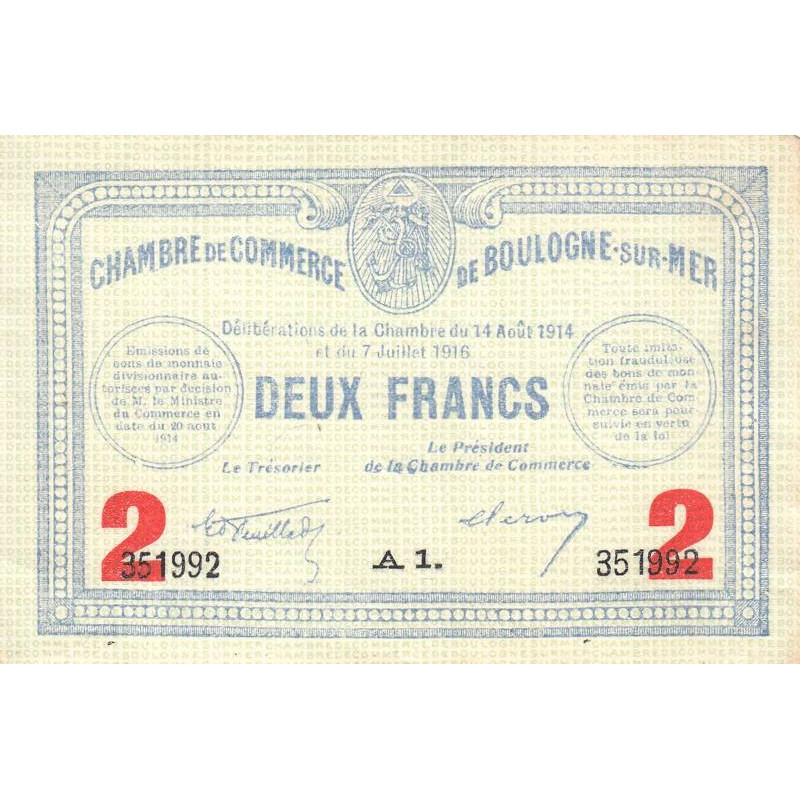 CHAMBRE DE COMMERCE DE BOULOGNE-SUR-MER
Délibérations de la Chambre du 14 Août 1914
et du 7 Juillet 1916
Emissions de
bons de monnaie
divisionnaire au-
torisées par décision
de M. le Ministre
du Commerce en
date du 20 aout
1914
DEUX FRANCS
Toute imita-
tion frauduleuse
des bons de mon-
naie émis par la
Chambre de Com
merce sera pour
suivie en vertu
de la loi
Le Trésorier
Le Président
de la Chambre de Commerce
2
2
351992
A 1.
351992